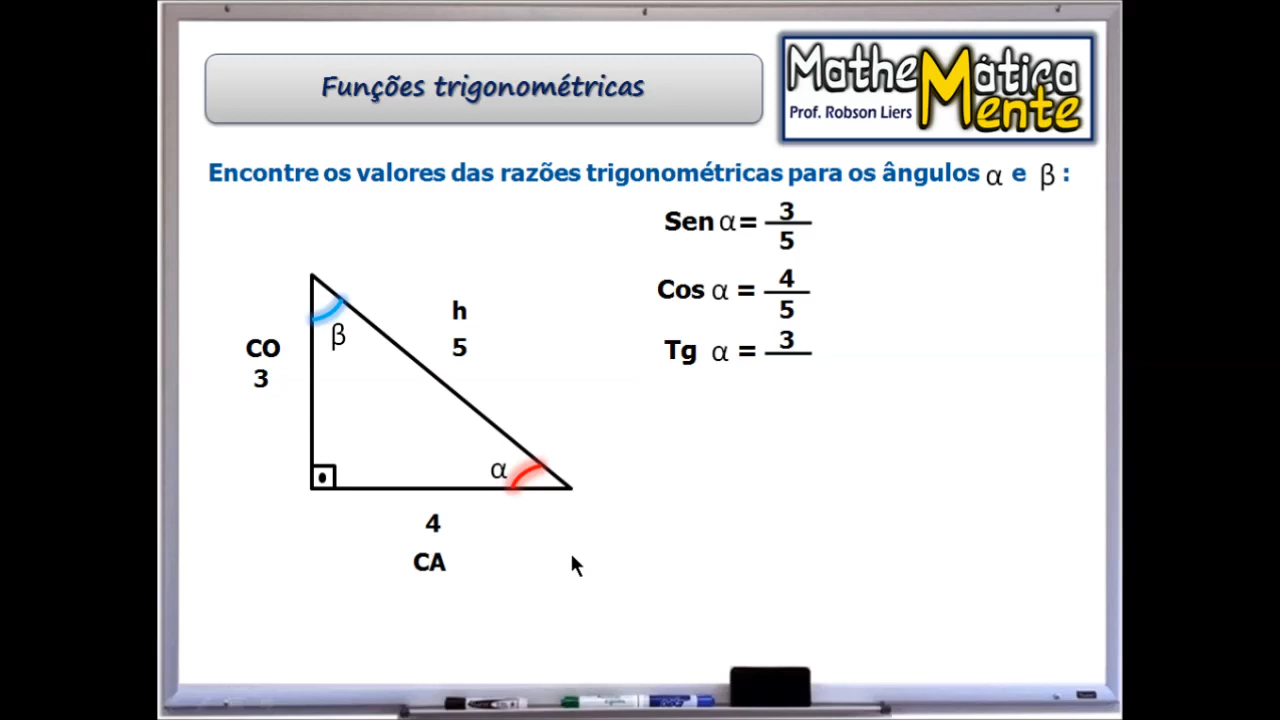 Funções trigonométricas
MatheMática
Mente
Prof. Robson Liers
Encontre os valores das razões trigonométricas para os ângulos α e β :
Sen α = 3
5
Cos α = 4
5
Tg α = 3
h
5
β
CO
3
α
4
CA